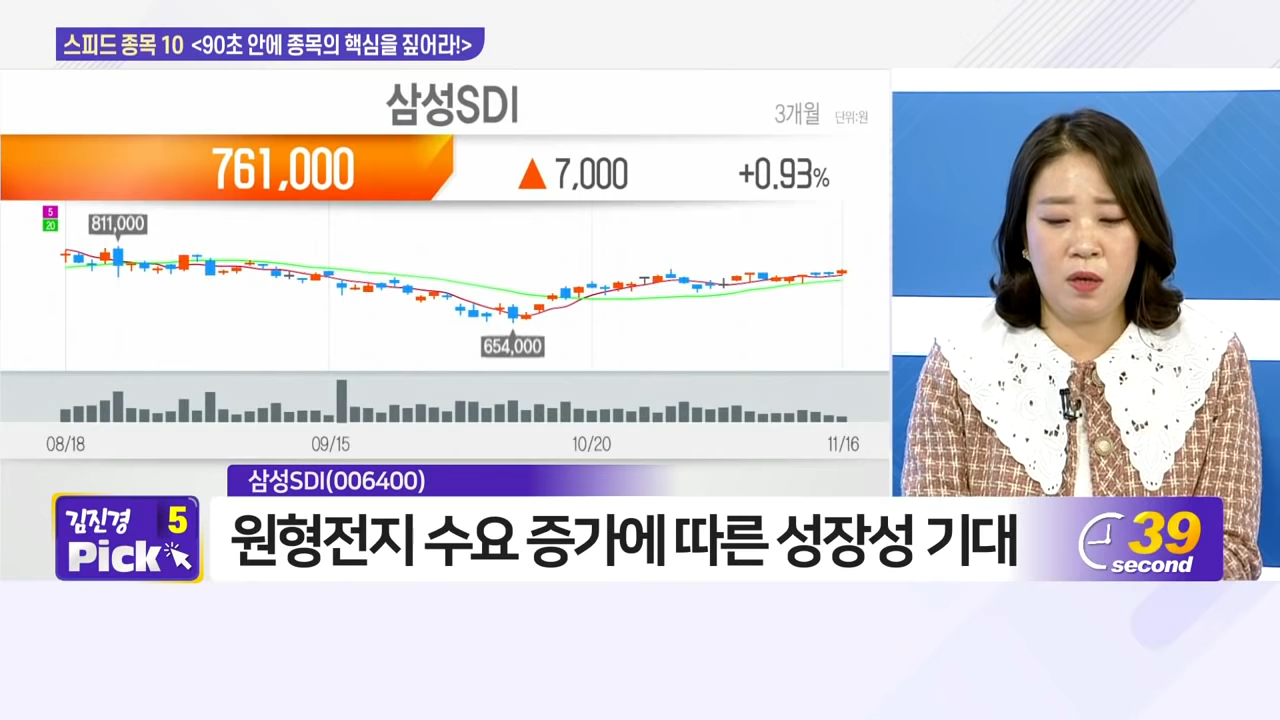 스피드 종목 10 <90초 안에 종목의 핵심을 짚어라!>
삼성SDI
3개월 단위:원
761,000 ▲ 7,000 +0.93%
5
20
811,000
654,000
08/18 09/15 10/20 11/16
삼성SDI(006400)
김진경 5
Pick
원형전지 수요 증가에 따른 성장성 기대
39
second